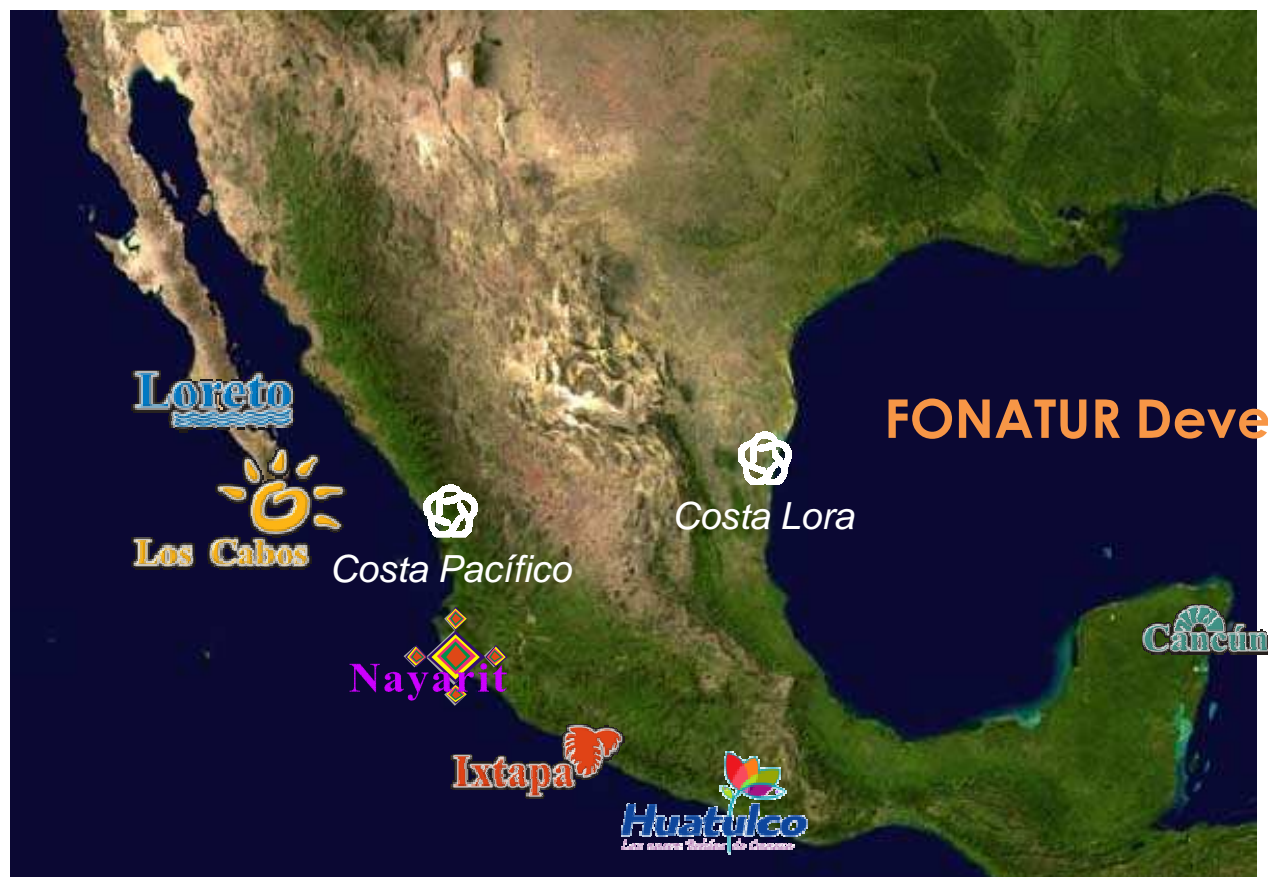 Loreto
FONATUR Deve
Costa Lora
Los Cabos
Costa Pacífico
Cancún
Nayarit
Ixtapa
Huatulco